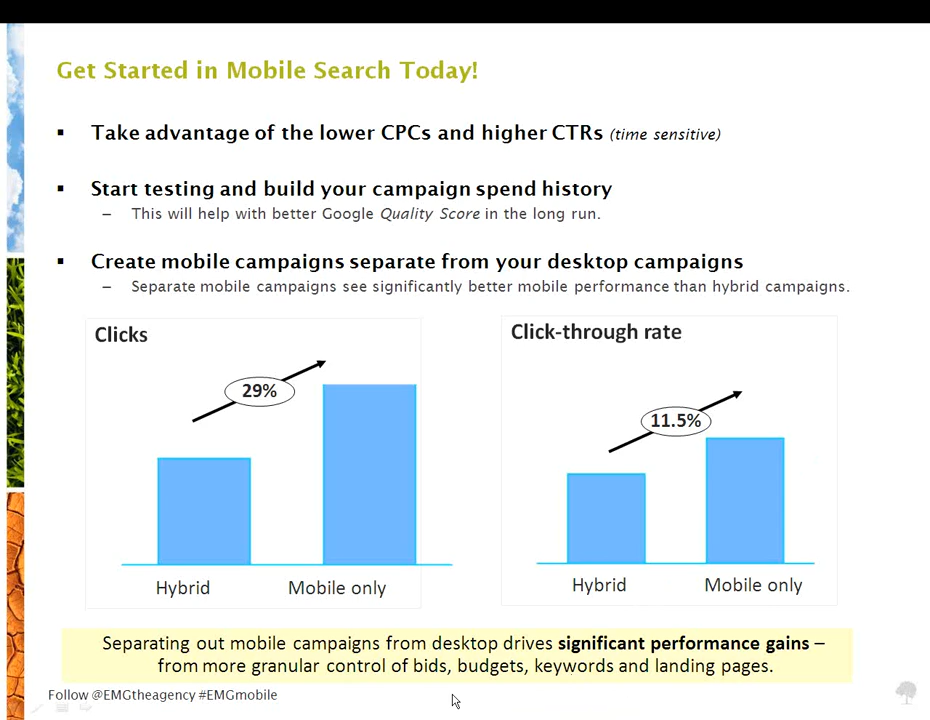 Get Started in Mobile Search Today!
▪ Take advantage of the lower CPCs and higher CTRs (time sensitive)
▪ Start testing and build your campaign spend history
– This will help with better Google Quality Score in the long run.
▪ Create mobile campaigns separate from your desktop campaigns
– Separate mobile campaigns see significantly better mobile performance than hybrid campaigns.
Clicks
29%
Hybrid Mobile only
Click-through rate
11.5%
Hybrid Mobile only
Separating out mobile campaigns from desktop drives significant performance gains –
from more granular control of bids, budgets, keywords and landing pages.
Follow @EMGtheagency #EMGmobile